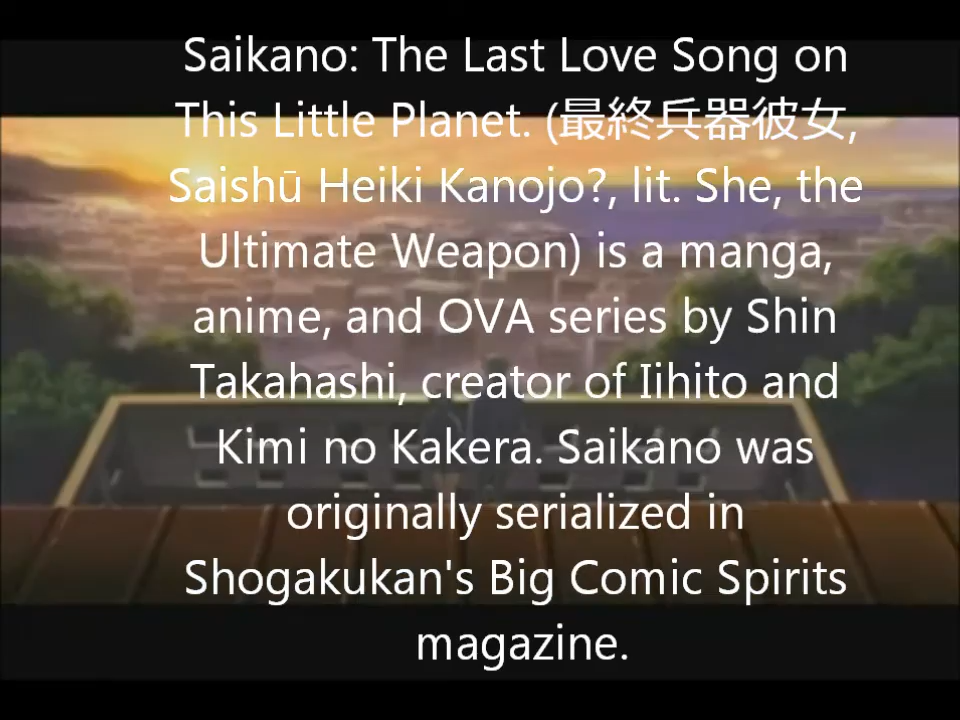 Saikano: The Last Love Song on
This Little Planet. (最終兵器彼女,
Saishū Heiki Kanojo?, lit. She, the
Ultimate Weapon) is a manga,
anime, and OVA series by Shin
Takahashi, creator of Iihito and
Kimi no Kakera. Saikano was
originally serialized in
Shogakukan's Big Comic Spirits
magazine.